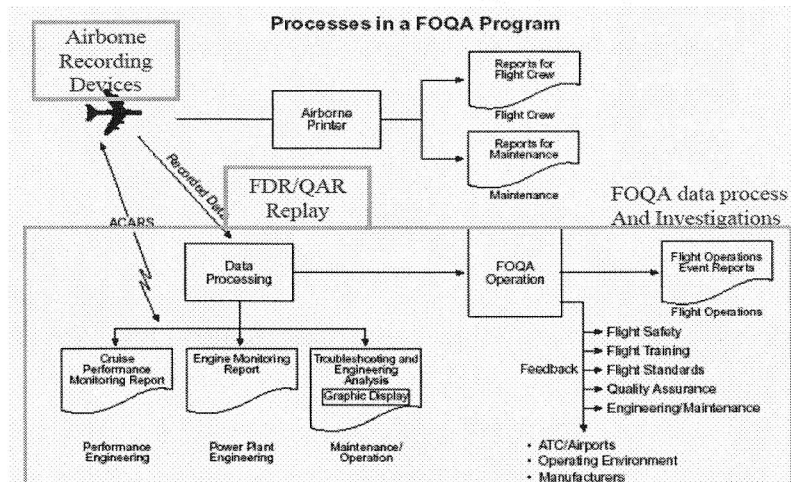 Processes in a FOQA Program
Airborne
Recording
Devices
Airborne
Printer
Reports for
Flight Crew
Flight Crew
Reports for
Maintenance
Maintenance
Recorded Data
ACARS
FDR/QAR
Replay
FOQA data process
And Investigations
Data
Processing
FOQA
Operation
Flight Operations
Event Reports
Flight Operations
Cruise
Performance
Monitoring Report
Performance
Engineering
Engine Monitoring
Report
Power Plant
Engineering
Troubleshooting and
Engineering
Analysis
Graphic Display
Maintenance/
Operation
Feedback
Flight Safety
Flight Training
Flight Standards
Quality Assurance
Engineering/Maintenance
• ATC/Airports
• Operating Environment
• Manufacturers